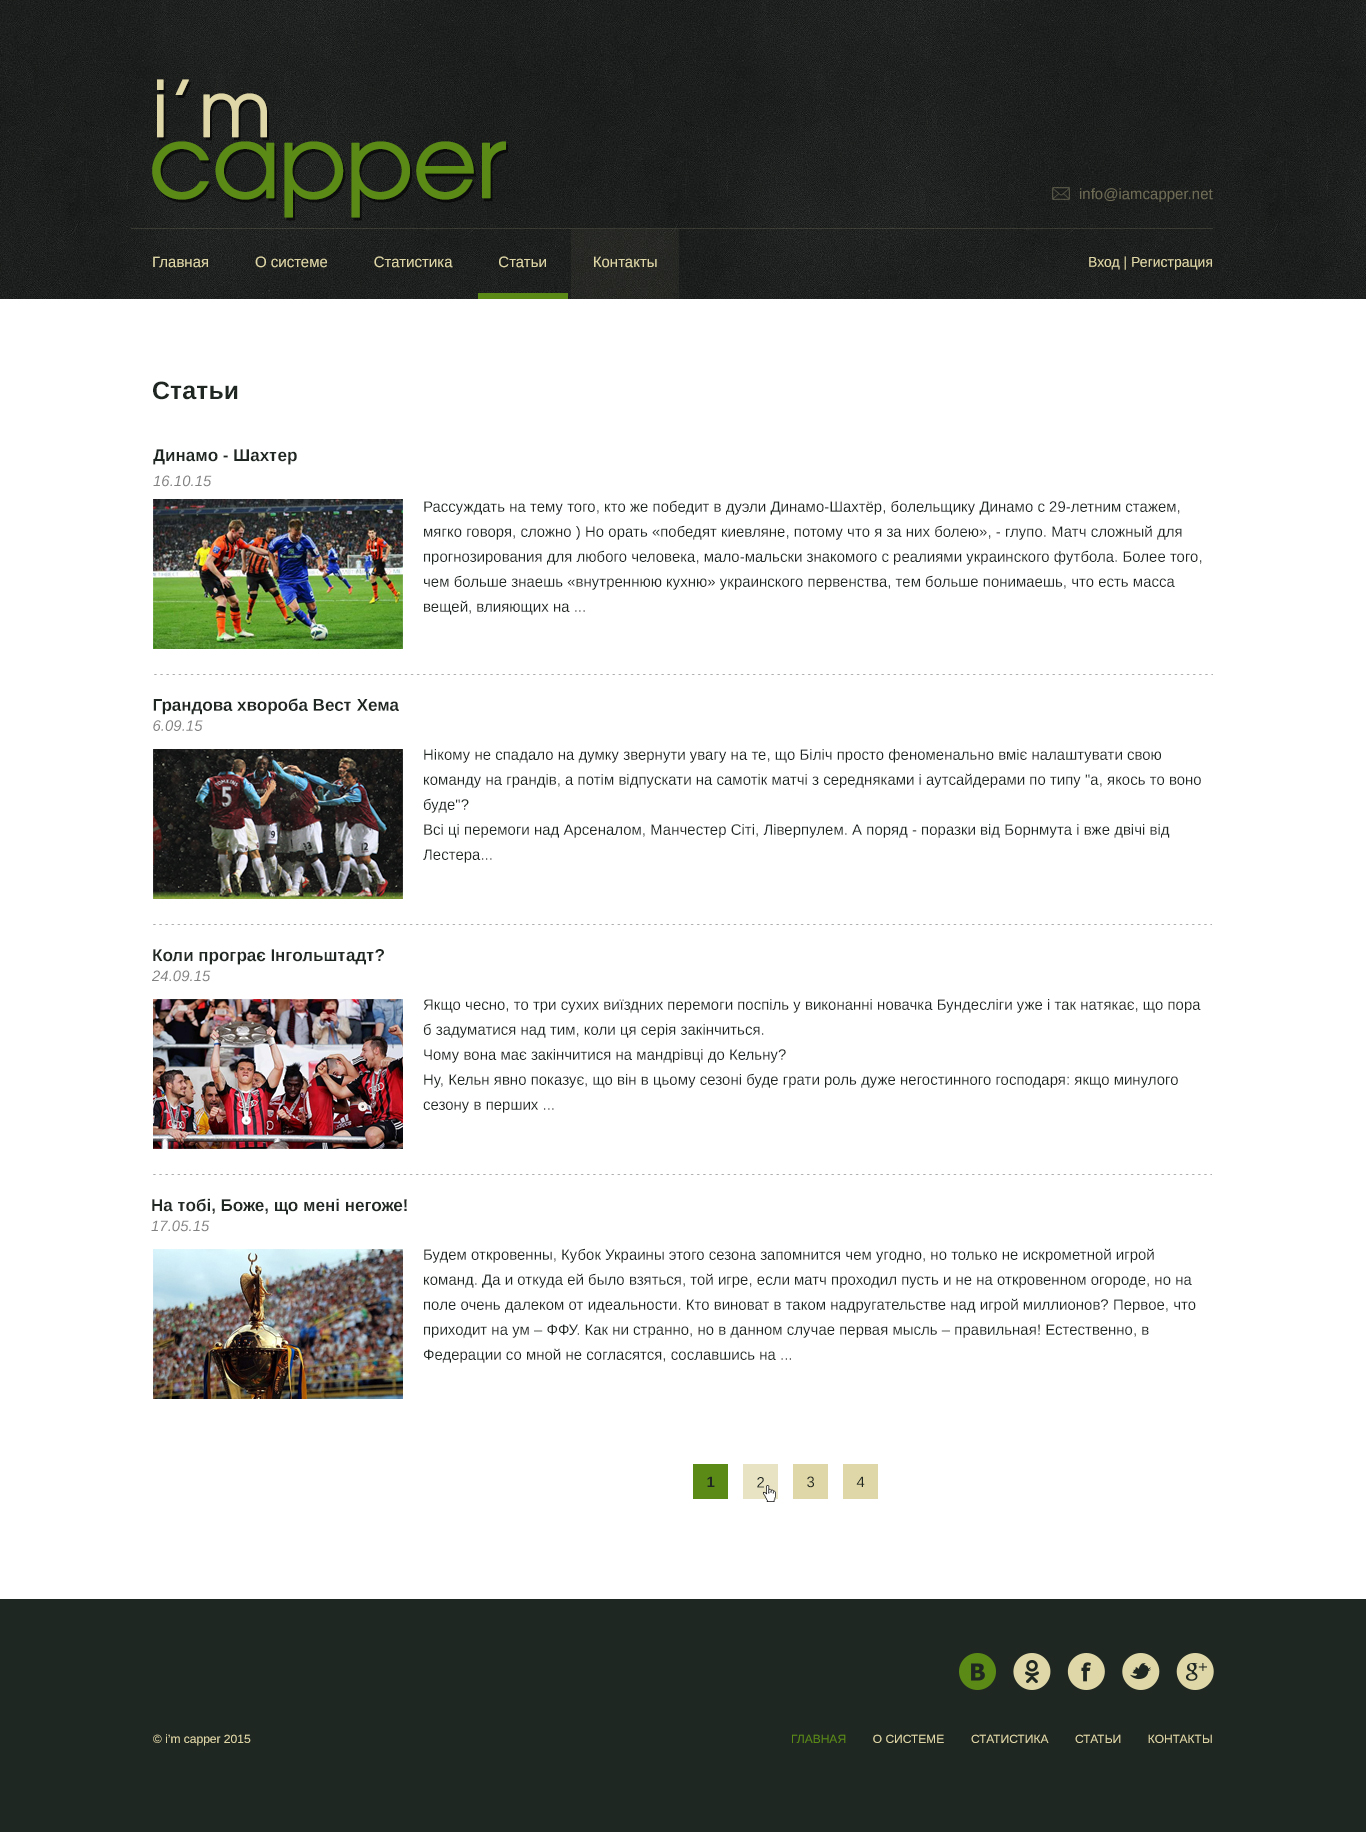 i'm
capper
info@iamcapper.net
Главная О системе Статистика Статьи Контакты Вход | Регистрация
Статьи
Динамо - Шахтер
16.10.15
Рассуждать на тему того, кто же победит в дуэли Динамо-Шахтёр, болельщику Динамо с 29-летним стажем,
мягко говоря, сложно ) Но орать «победят киевляне, потому что я за них болею», - глупо. Матч сложный для
прогнозирования для любого человека, мало-мальски знакомого с реалиями украинского футбола. Более того,
чем больше знаешь «внутреннюю кухню» украинского первенства, тем больше понимаешь, что есть масса
вещей, влияющих на ...
Грандова хвороба Вест Хема
6.09.15
Нікому не спадало на думку звернути увагу на те, що Біліч просто феноменально вміє налаштувати свою
команду на грандів, а потім відпускати на самотік матчі з середняками і аутсайдерами по типу "а, якось то воно
буде"?
Всі ці перемоги над Арсеналом, Манчестер Сіті, Ліверпулем. А поряд - поразки від Борнмута і вже двічі від
Лестера...
5
9
13
12
Коли програє Інгольштадт?
24.09.15
Якщо чесно, то три сухих виїздних перемоги поспіль у виконанні новачка Бундесліги уже і так натякає, що пора
б задуматися над тим, коли ця серія закінчиться.
Чому вона має закінчитися на мандрівці до Кельну?
Ну, Кельн явно показує, що він в цьому сезоні буде грати роль дуже негостинного господаря: якщо минулого
сезону в перших ...
На тобі, Боже, що мені негоже!
17.05.15
Будем откровенны, Кубок Украины этого сезона запомнится чем угодно, но только не искрометной игрой
команд. Да и откуда ей было взяться, той игре, если матч проходил пусть и не на откровенном огороде, но на
поле очень далеком от идеальности. Кто виноват в таком надругательстве над игрой миллионов? Первое, что
приходит на ум – ФФУ. Как ни странно, но в данном случае первая мысль – правильная! Естественно, в
Федерации со мной не согласятся, сославшись на ...
1 2 3 4
B f g+
© i'm capper 2015 ГЛАВНАЯ О СИСТЕМЕ СТАТИСТИКА СТАТЬИ КОНТАКТЫ